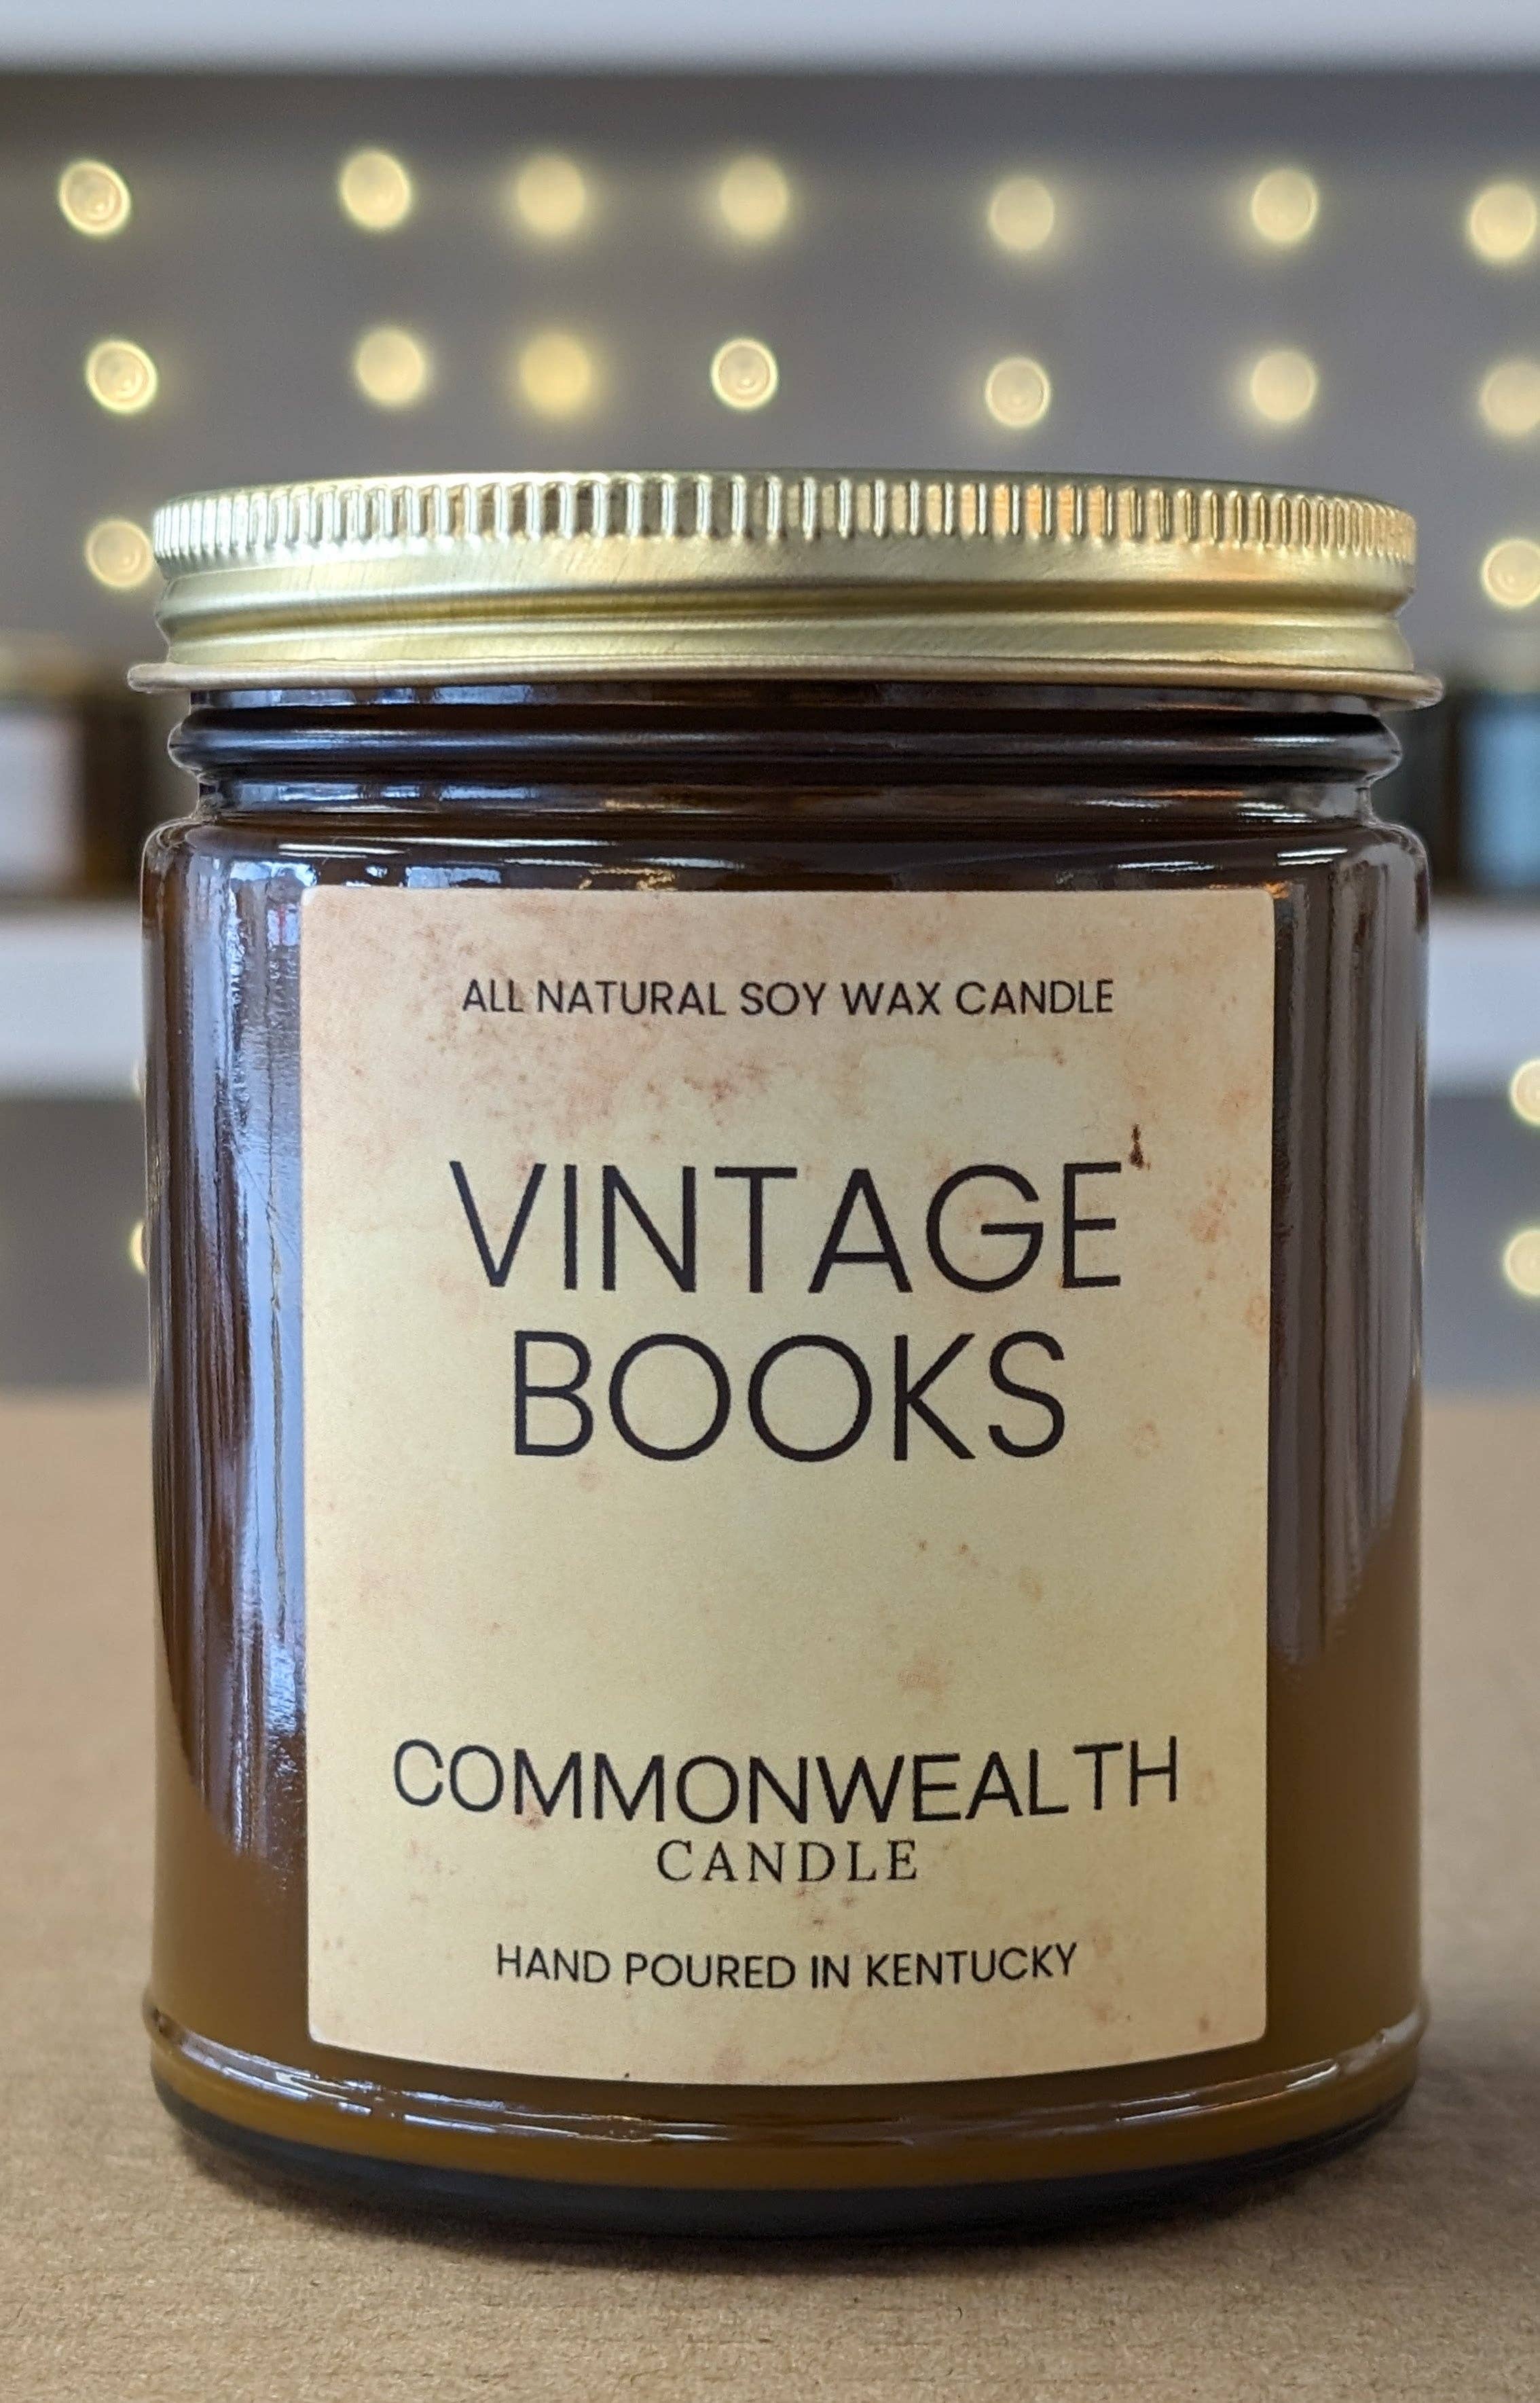 ALL NATURAL SOY WAX CANDLE
VINTAGE
BOOKS
COMMONWEALTH
CANDLE
HAND POURED IN KENTUCKY